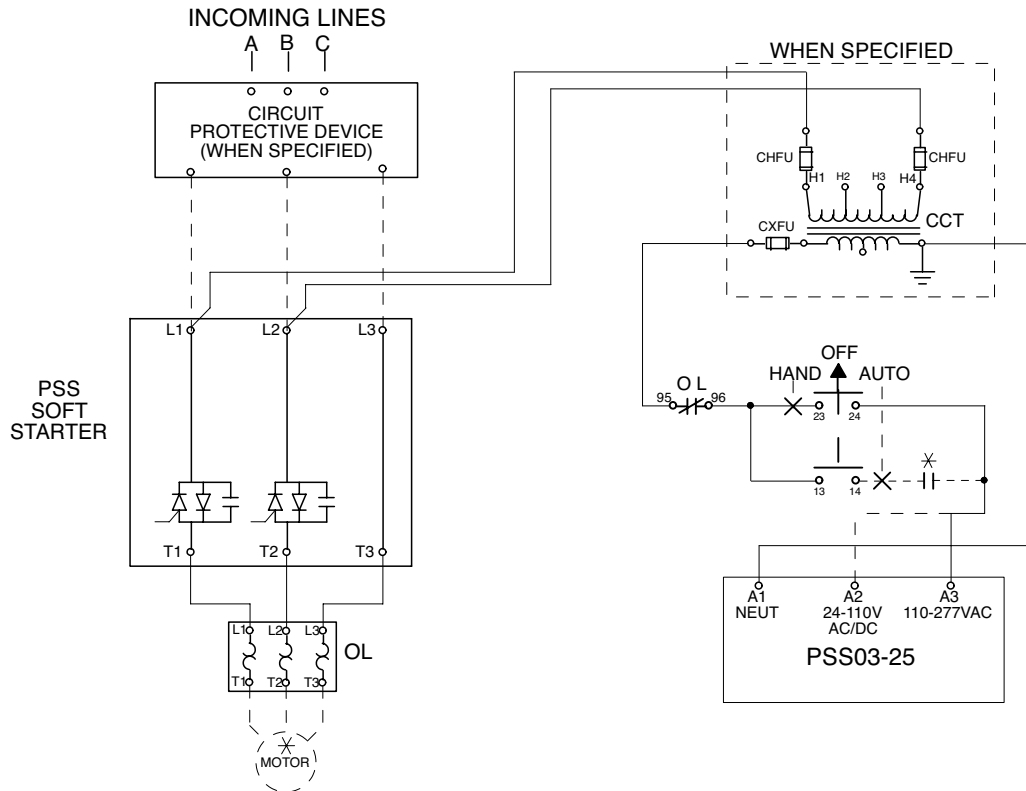 INCOMING LINES
A B C
CIRCUIT
PROTECTIVE DEVICE
(WHEN SPECIFIED)
WHEN SPECIFIED
CHFU
CHFU
H1 H2 H3 H4
CCT
CXFU
L1 L2 L3
PSS
SOFT
STARTER
OFF
HAND AUTO
O L
95 96
23 24
13 14
T1 T2 T3
L1 L2 L3
OL
T1 T2 T3
MOTOR
A1 A2 A3
NEUT 24-110V 110-277VAC
AC/DC
PSS03-25